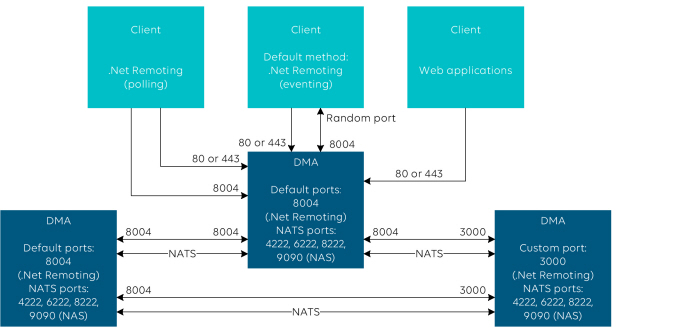 Client
.Net Remoting
(polling)
Client
Default method:
.Net Remoting
(eventing)
Client
Web applications
Random port
80 or 443
8004
80 or 443
8004
80 or 443
DMA
Default ports:
8004
(.Net Remoting)
NATS ports:
4222, 6222, 8222,
9090 (NAS)
DMA
Default ports:
8004
(.Net Remoting)
NATS ports:
4222, 6222, 8222,
9090 (NAS)
8004
8004
NATS
8004
3000
NATS
DMA
Custom port:
3000
(.Net Remoting)
NATS ports:
4222, 6222, 8222,
9090 (NAS)
8004
3000
NATS